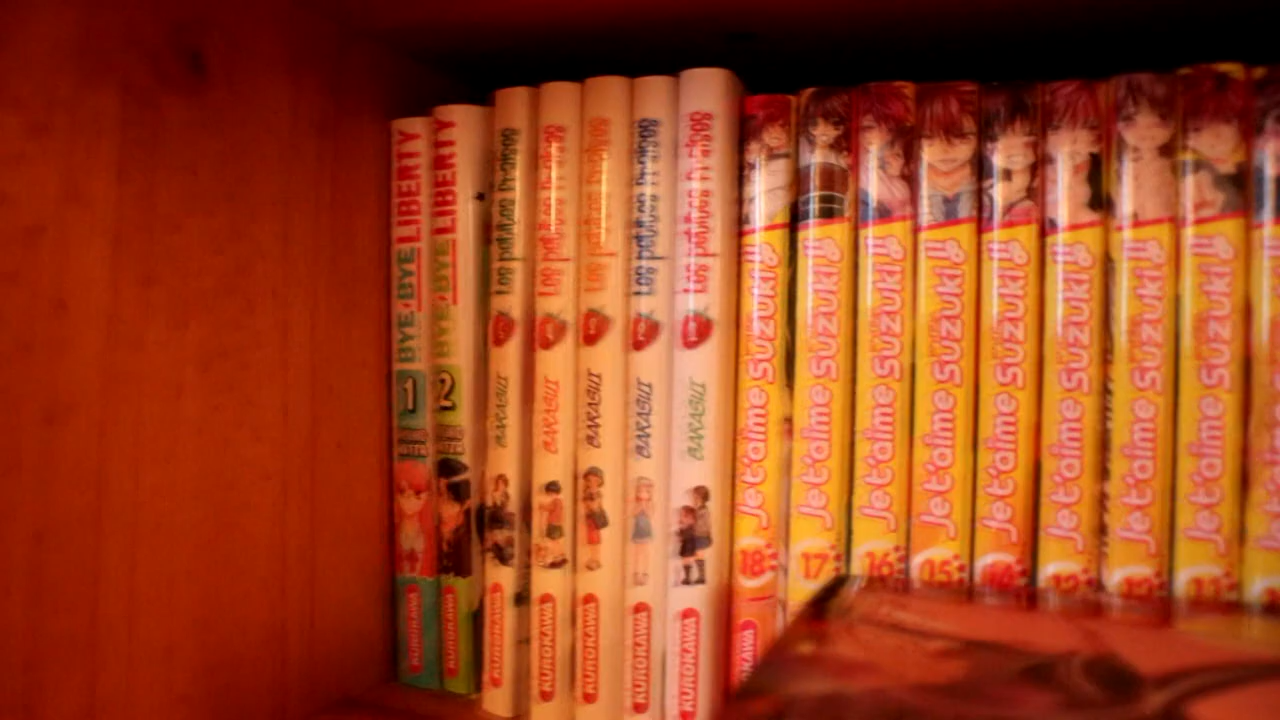 BYE BYE LIBERTY 1 KUROKAWA
BYE BYE LIBERTY 2 KUROKAWA
Les petites Fraises BARASUI
Les petites Fraises BARASUI KUROKAWA
Les petites Fraises BARASUI KUROKAWA
Les petites Fraises BARASUI KUROKAWA
Les petites Fraises BARASUI KUROKAWA
Je t'aime Suzuki!! 18 KUROKAWA
Je t'aime Suzuki!! 17
Je t'aime Suzuki!! 16
Je t'aime Suzuki!! 15
Je t'aime Suzuki!!
Je t'aime Suzuki!!
Je t'aime Suzuki!!
Je t'aime Suzuki!!